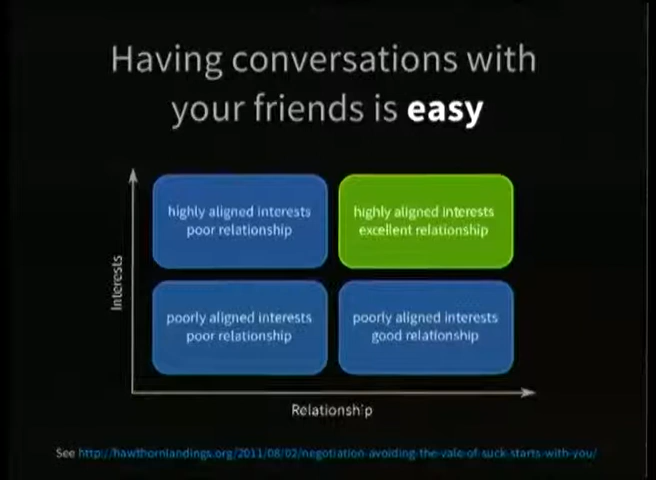 Having conversations with
your friends is easy
Interests
highly aligned interests
poor relationship
highly aligned interests
excellent relationship
poorly aligned interests
poor relationship
poorly aligned interests
good relationship
Relationship
See http://hawthornlandings.org/2011/08/02/negotiation-avoiding-the-vale-of-suck-starts-with-you/